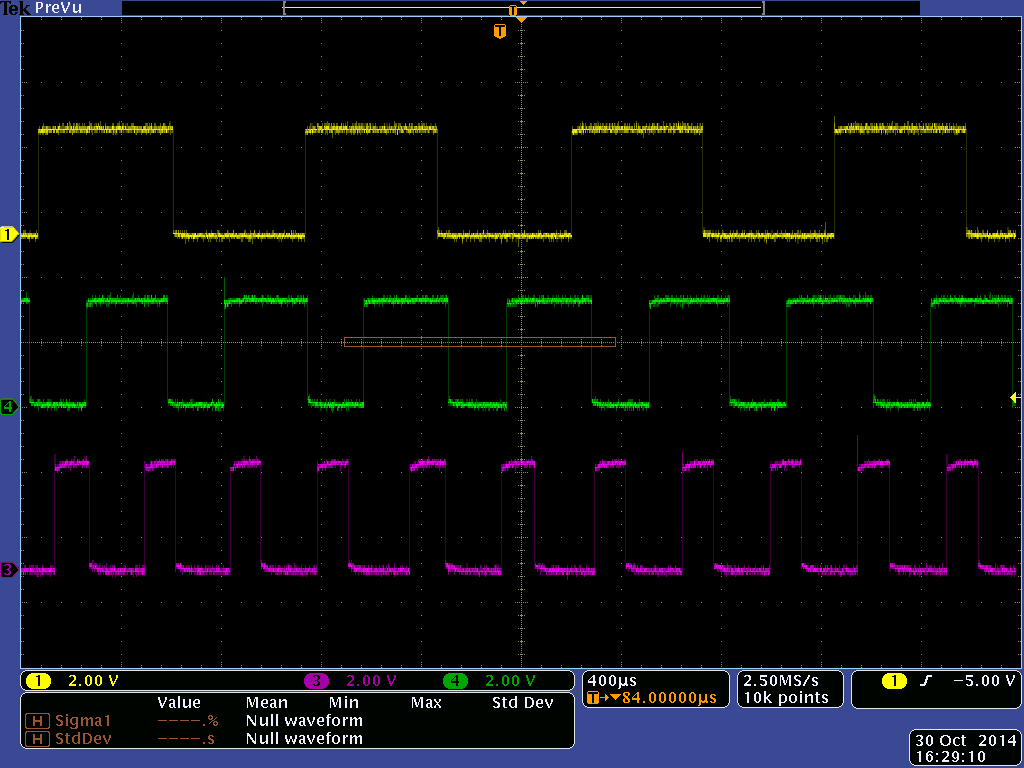 Tek PreVu
T
T
1
4
3
1 2.00 V 3 2.00 V 4 2.00 V
400µs
T→▼84.00000µs
2.50MS/s
10k points
1 ƒ −5.00 V
Value Mean Min Max Std Dev
H Sigma1 ----.% Null waveform
H StdDev ----.s Null waveform
30 Oct 2014
16:29:10